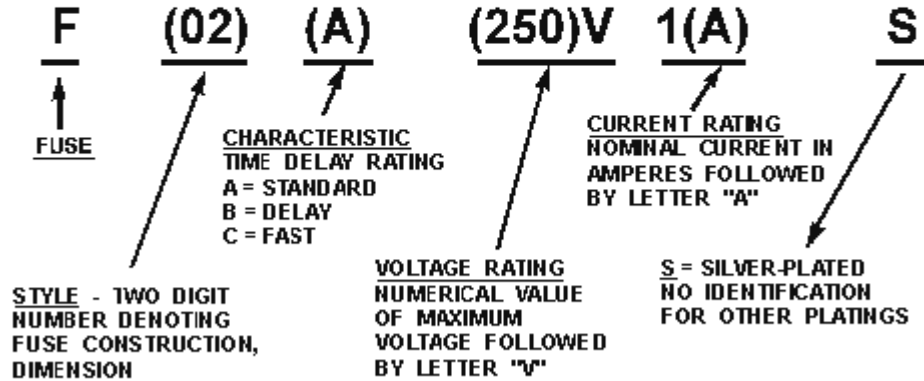 F (02) (A) (250)V 1(A) S
FUSE
CHARACTERISTIC
TIME DELAY RATING
A = STANDARD
B = DELAY
C = FAST
CURRENT RATING
NOMINAL CURRENT IN
AMPERES FOLLOWED
BY LETTER "A"
STYLE - TWO DIGIT
NUMBER DENOTING
FUSE CONSTRUCTION,
DIMENSION
VOLTAGE RATING
NUMERICAL VALUE
OF MAXIMUM
VOLTAGE FOLLOWED
BY LETTER "V"
S = SILVER-PLATED
NO IDENTIFICATION
FOR OTHER PLATINGS